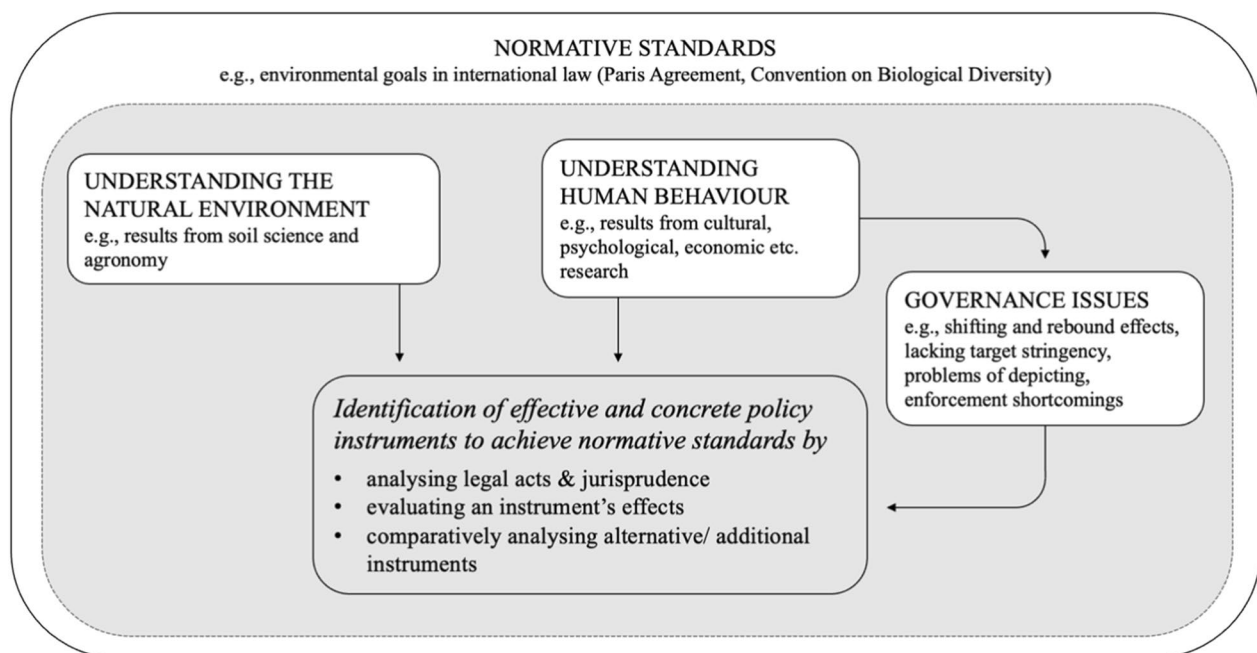 NORMATIVE STANDARDS
e.g., environmental goals in international law (Paris Agreement, Convention on Biological Diversity)
UNDERSTANDING THE
NATURAL ENVIRONMENT
e.g., results from soil science and
agronomy
UNDERSTANDING
HUMAN BEHAVIOUR
e.g., results from cultural,
psychological, economic etc.
research
GOVERNANCE ISSUES
e.g., shifting and rebound effects,
lacking target stringency,
problems of depicting,
enforcement shortcomings
Identification of effective and concrete policy
instruments to achieve normative standards by
• analysing legal acts & jurisprudence
• evaluating an instrument’s effects
• comparatively analysing alternative/ additional
instruments